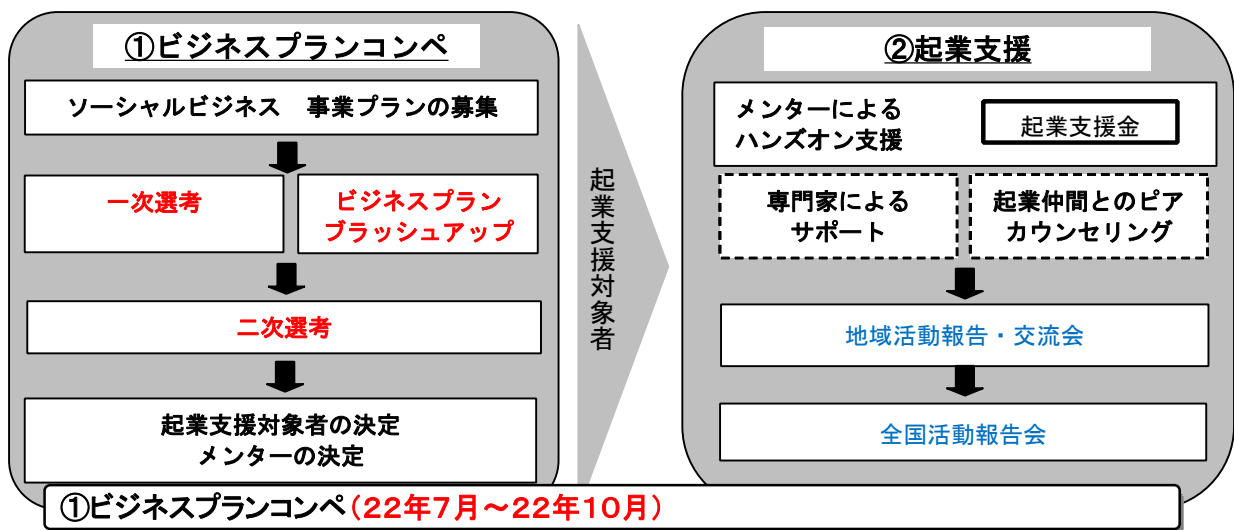 ①ビジネスプランコンペ
ソーシャルビジネス　事業プランの募集
一次選考
ビジネスプラン
ブラッシュアップ
二次選考
起業支援対象者の決定
メンターの決定
起業支援対象者
②起業支援
メンターによる
ハンズオン支援
起業支援金
専門家による
サポート
起業仲間とのピア
カウンセリング
地域活動報告・交流会
全国活動報告会
①ビジネスプランコンペ（２２年７月～２２年１０月）